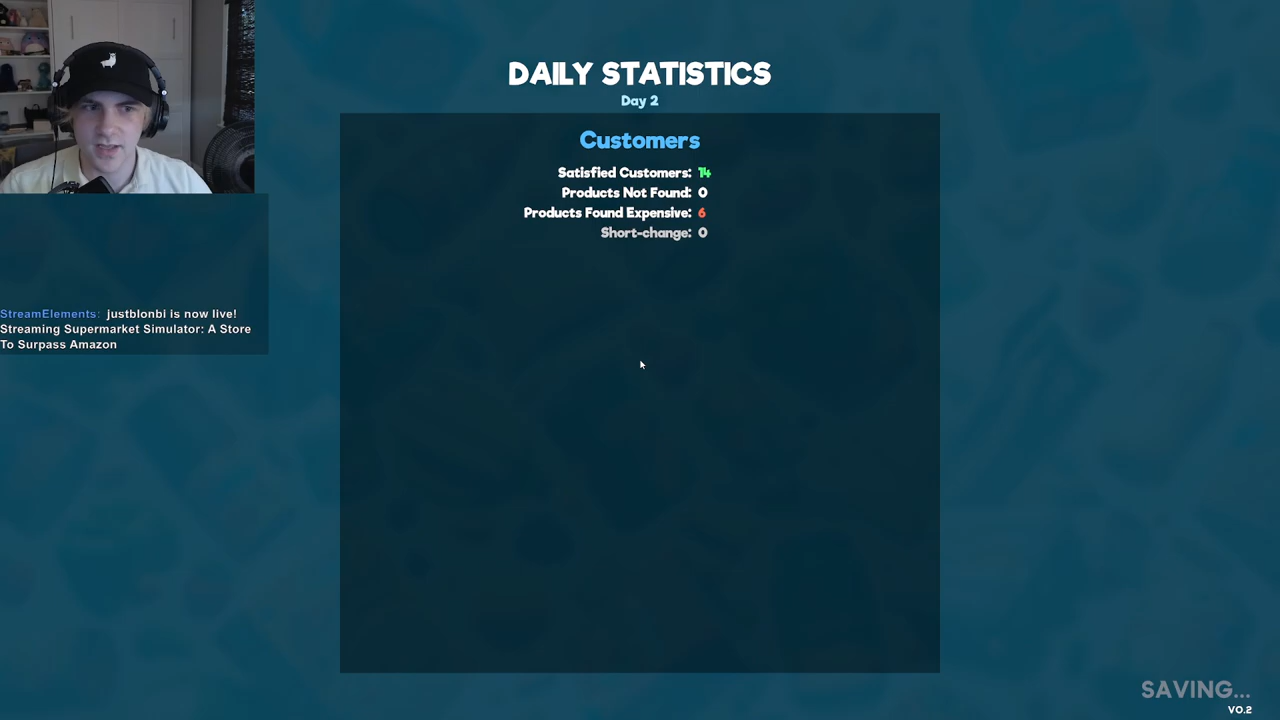 DAILY STATISTICS
Day 2
Customers
Satisfied Customers: 14
Products Not Found: 0
Products Found Expensive: 6
Short-change: 0
StreamElements: justblonbi is now live!
Streaming Supermarket Simulator: A Store
To Surpass Amazon
SAVING...
V0.2